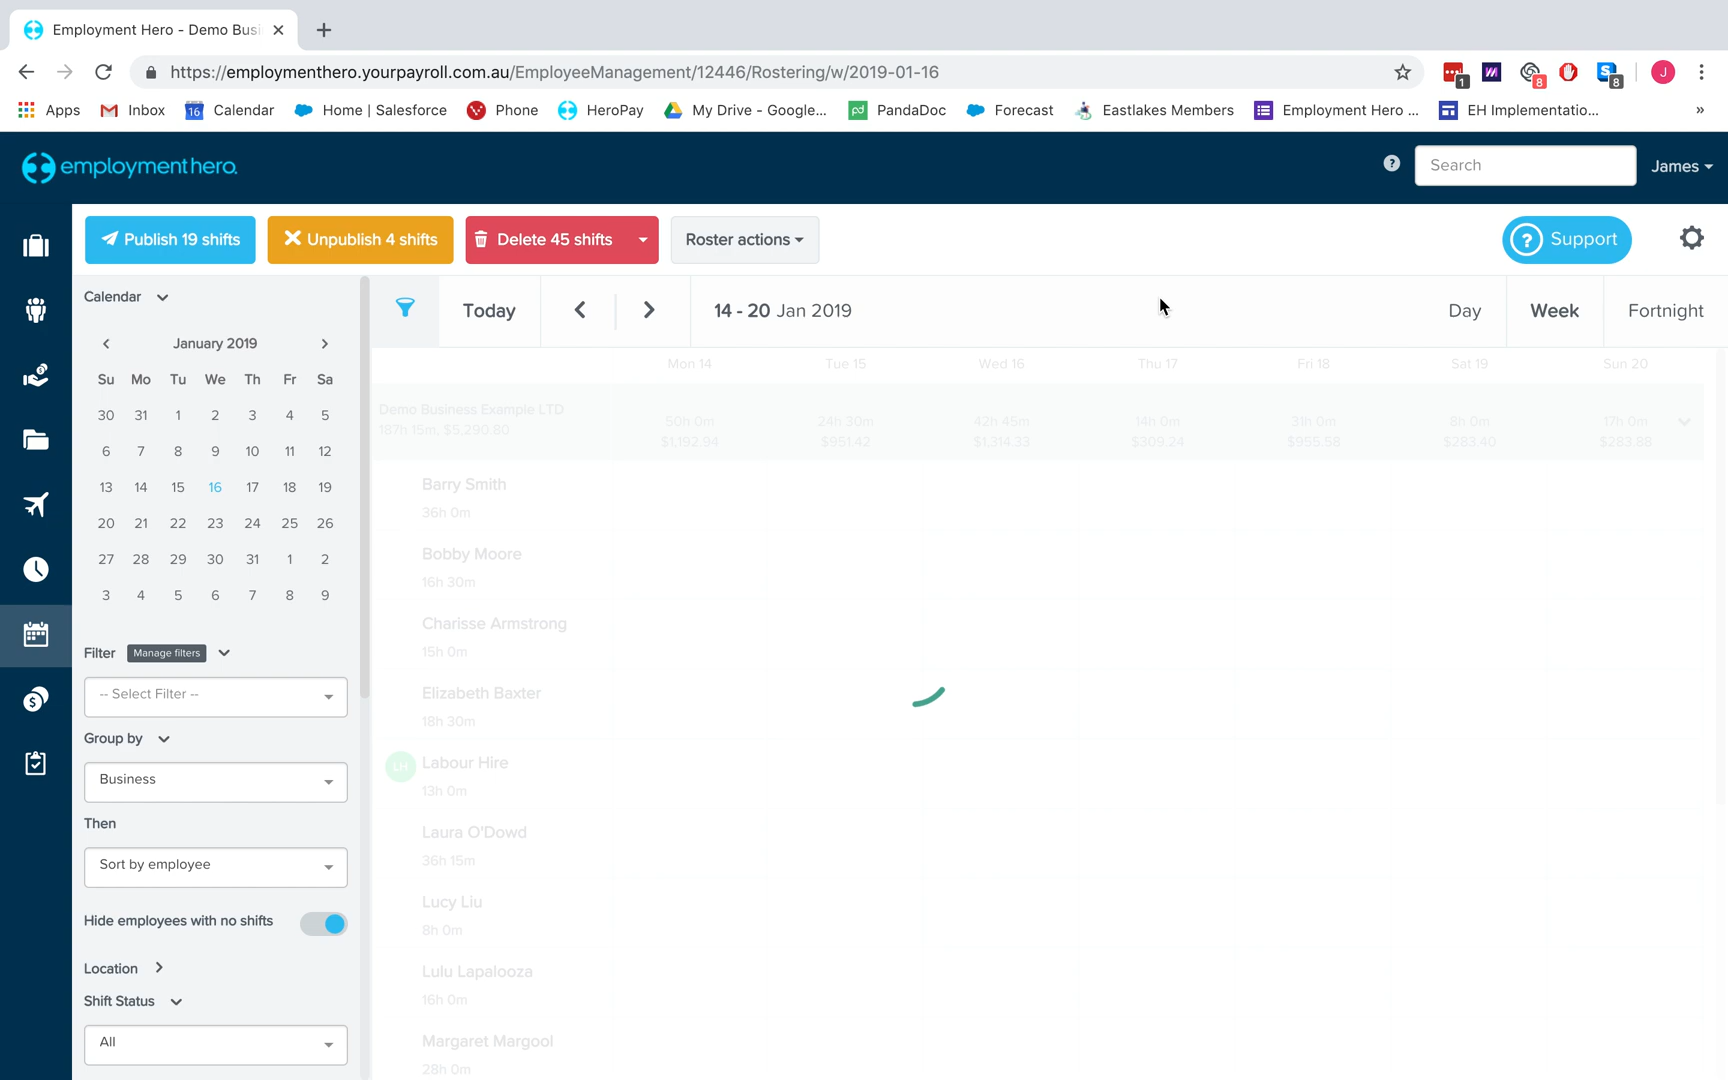 Employment Hero - Demo Busi
https://employmenthero.yourpayroll.com.au/EmployeeManagement/12446/Rostering/w/2019-01-16
1
8
8
J
Apps
Inbox
16
Calendar
Home | Salesforce
Phone
HeroPay
My Drive - Google...
pd
PandaDoc
Forecast
Eastlakes Members
Employment Hero ...
EH Implementatio...
»
employmenthero.
?
Search
James
Publish 19 shifts
Unpublish 4 shifts
Delete 45 shifts
Roster actions
? Support
Calendar
January 2019
Su Mo Tu We Th Fr Sa
30 31 1 2 3 4 5
6 7 8 9 10 11 12
13 14 15 16 17 18 19
20 21 22 23 24 25 26
27 28 29 30 31 1 2
3 4 5 6 7 8 9
Filter
Manage filters
-- Select Filter --
Group by
Business
Then
Sort by employee
Hide employees with no shifts
Location
Shift Status
All
Today
14 - 20 Jan 2019
Day
Week
Fortnight
Mon 14 Tue 15 Wed 16 Thu 17 Fri 18 Sat 19 Sun 20
Demo Business Example LTD
187h 15m, $5,290.80
50h 0m 24h 30m 42h 45m 14h 0m 31h 0m 8h 0m 17h 0m
$1,192.94 $951.42 $1,314.33 $309.24 $955.58 $283.40 $283.88
Barry Smith
36h 0m
Bobby Moore
16h 30m
Charisse Armstrong
15h 0m
Elizabeth Baxter
18h 30m
LH
Labour Hire
13h 0m
Laura O'Dowd
36h 15m
Lucy Liu
8h 0m
Lulu Lapalooza
16h 0m
Margaret Margool
28h 0m